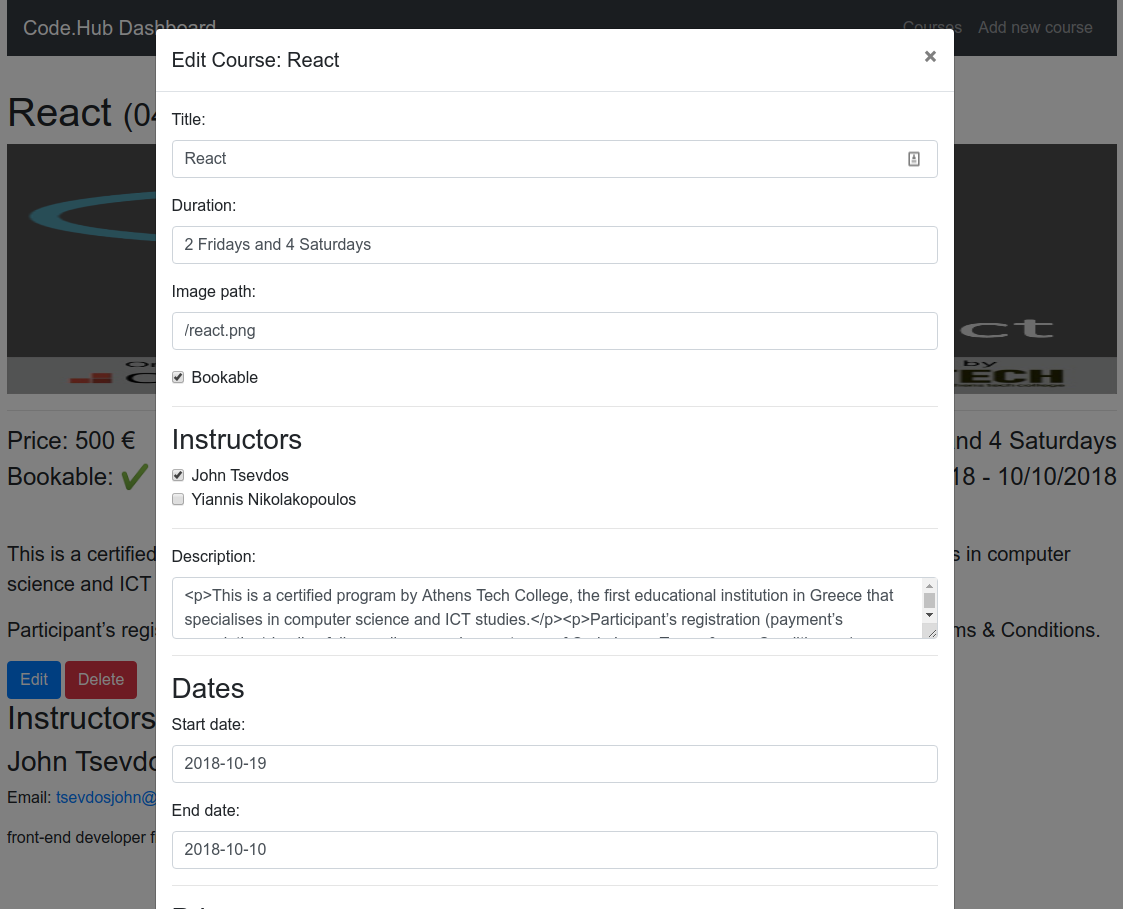 Code.Hub Dashboard
Courses Add new course
Edit Course: React ×
React (04
Title:
React
Duration:
2 Fridays and 4 Saturdays
Image path:
/react.png
ct
by
TECH
Bookable
Price: 500 €
nd 4 Saturdays
Instructors
Bookable: ✔
18 - 10/10/2018
John Tsevdos
Yiannis Nikolakopoulos
Description:
This is a certified
s in computer
science and ICT
<p>This is a certified program by Athens Tech College, the first educational institution in Greece that
specialises in computer science and ICT studies.</p><p>Participant’s registration (payment’s
Participant’s regi
ms & Conditions.
Edit Delete
Dates
Instructors
Start date:
John Tsevdo
2018-10-19
Email: tsevdosjohn@
End date:
front-end developer f
2018-10-10